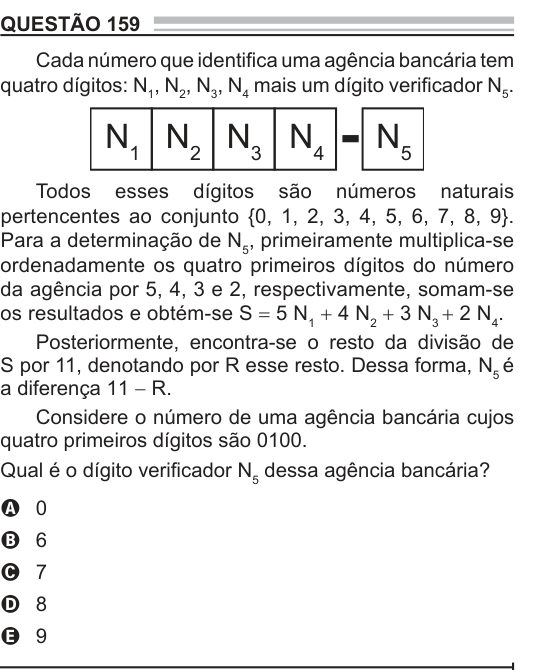 QUESTÃO 159
Cada número que identifica uma agência bancária tem
quatro dígitos: N₁, N₂, N₃, N₄ mais um dígito verificador N₅.
N₁ N₂ N₃ N₄ - N₅
Todos esses dígitos são números naturais
pertencentes ao conjunto {0, 1, 2, 3, 4, 5, 6, 7, 8, 9}.
Para a determinação de N₅, primeiramente multiplica-se
ordenadamente os quatro primeiros dígitos do número
da agência por 5, 4, 3 e 2, respectivamente, somam-se
os resultados e obtém-se S = 5 N₁ + 4 N₂ + 3 N₃ + 2 N₄.
Posteriormente, encontra-se o resto da divisão de
S por 11, denotando por R esse resto. Dessa forma, N₅ é
a diferença 11 – R.
Considere o número de uma agência bancária cujos
quatro primeiros dígitos são 0100.
Qual é o dígito verificador N₅ dessa agência bancária?
A 0
B 6
C 7
D 8
E 9